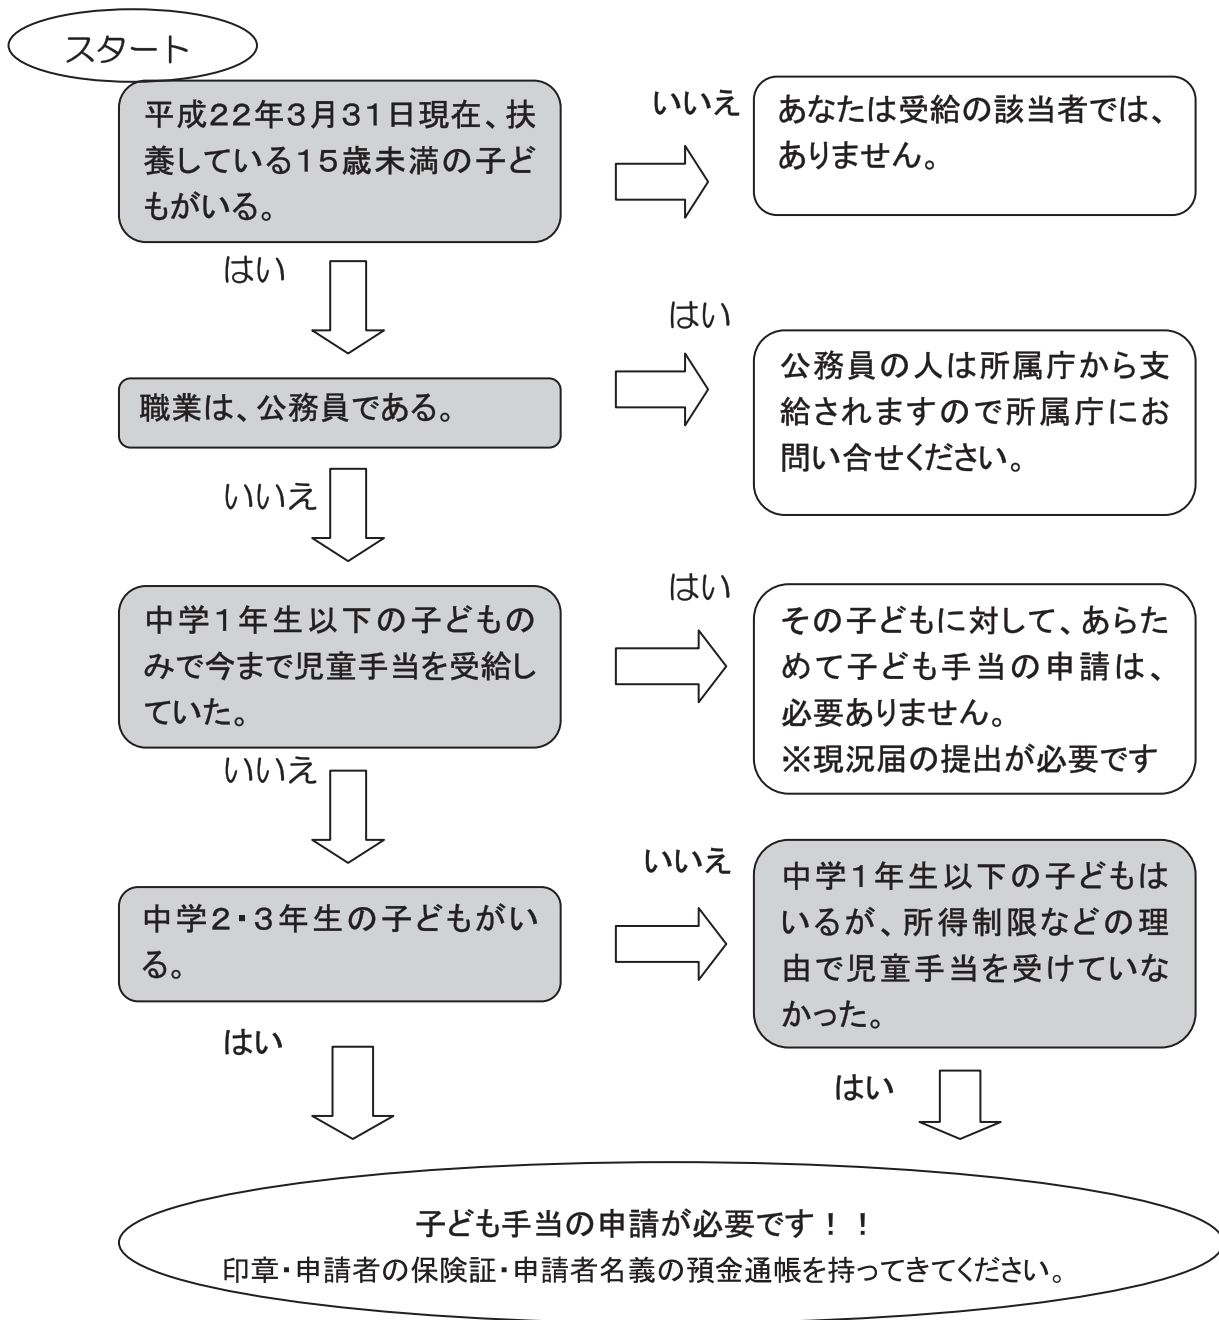 スタート
平成22年3月31日現在、扶
養している15歳未満の子ど
もがいる。
いいえ
あなたは受給の該当者では、
ありません。
はい
職業は、公務員である。
はい
公務員の人は所属庁から支
給されますので所属庁にお
問い合せください。
いいえ
中学1年生以下の子どもの
みで今まで児童手当を受給し
ていた。
はい
その子どもに対して、あらた
めて子ども手当の申請は、
必要ありません。
※現況届の提出が必要です
いいえ
中学2・3年生の子どもがい
る。
いいえ
中学1年生以下の子どもは
いるが、所得制限などの理
由で児童手当を受けていな
かった。
はい
はい
子ども手当の申請が必要です！！
印章・申請者の保険証・申請者名義の預金通帳を持ってきてください。